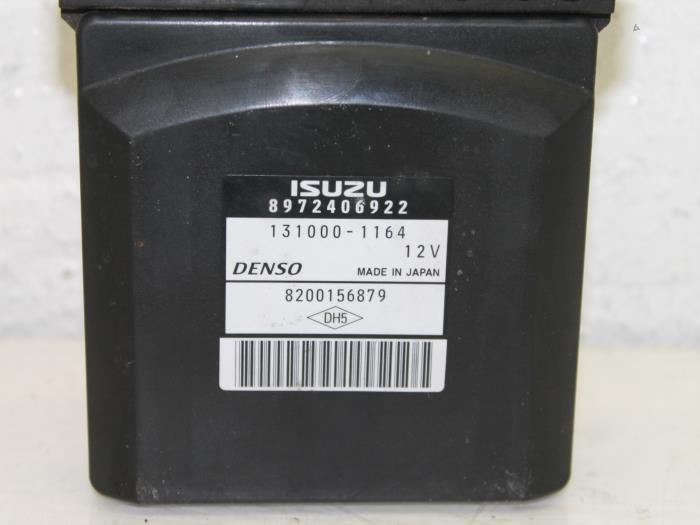 ISUZU
8972406922
131000-1164
12V
DENSO MADE IN JAPAN
8200156879
DH5